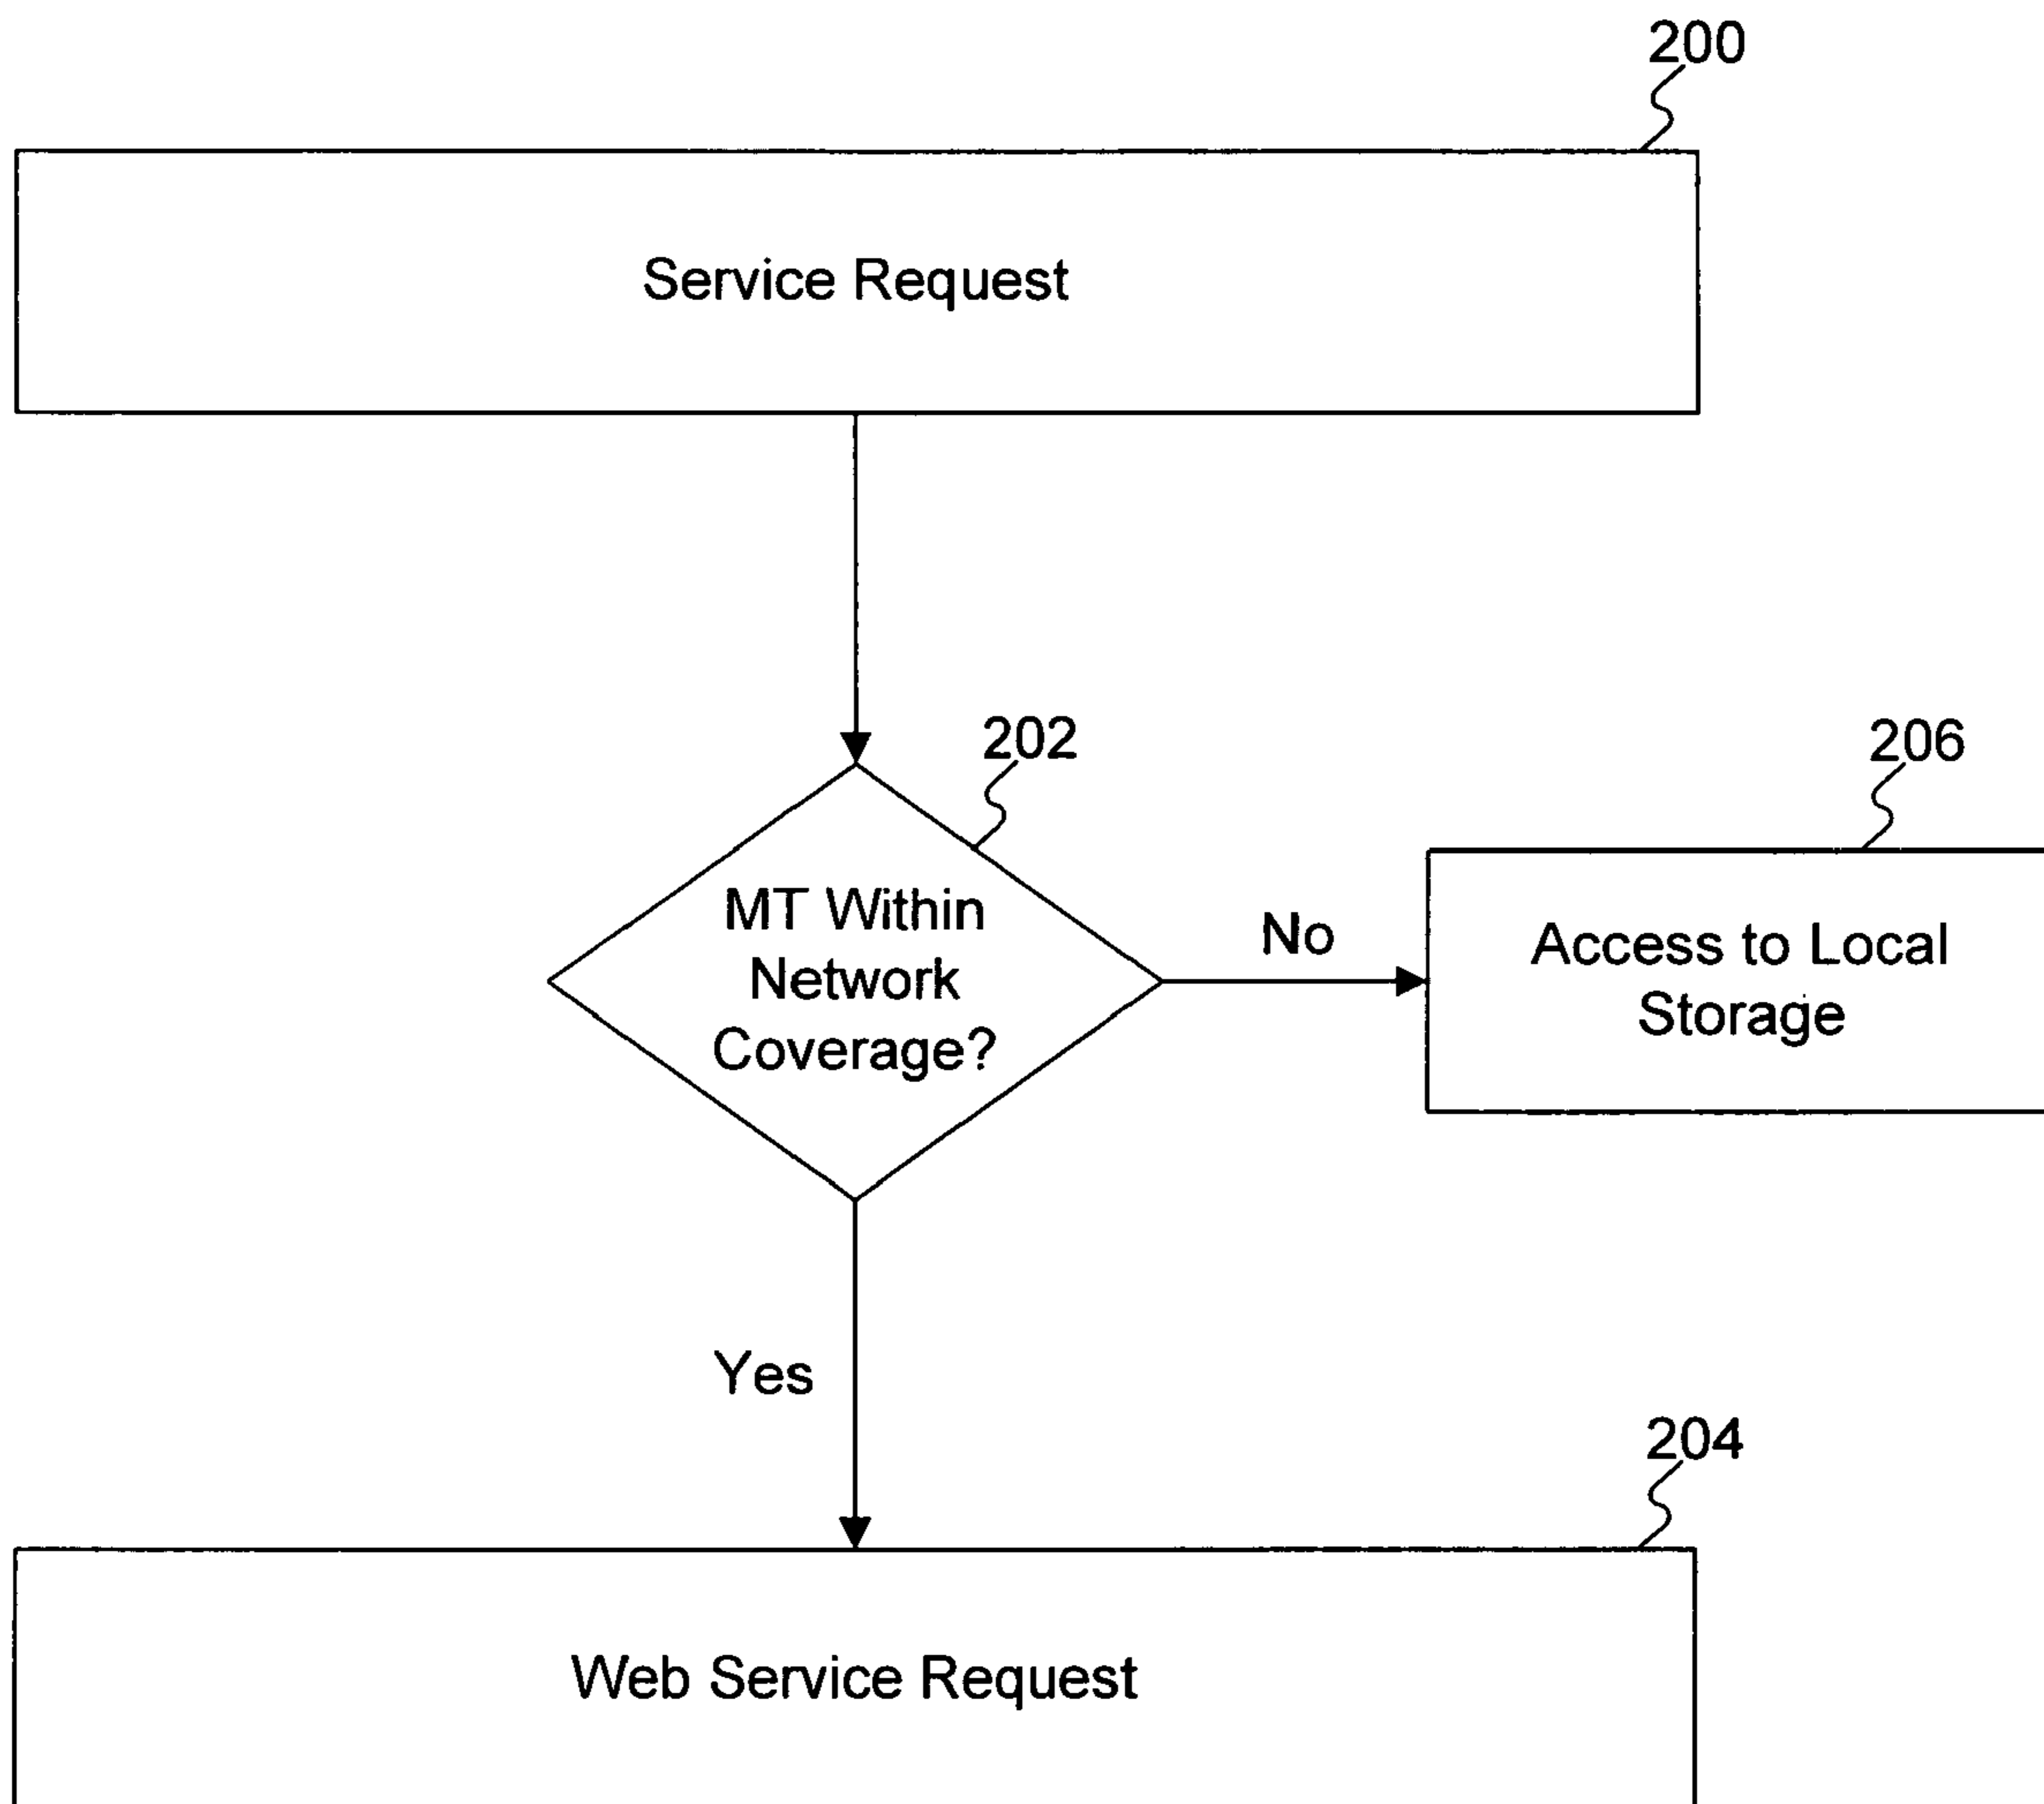 200
Service Request
202
206
MT Within
Network
Coverage?
No
Access to Local
Storage
Yes
204
Web Service Request